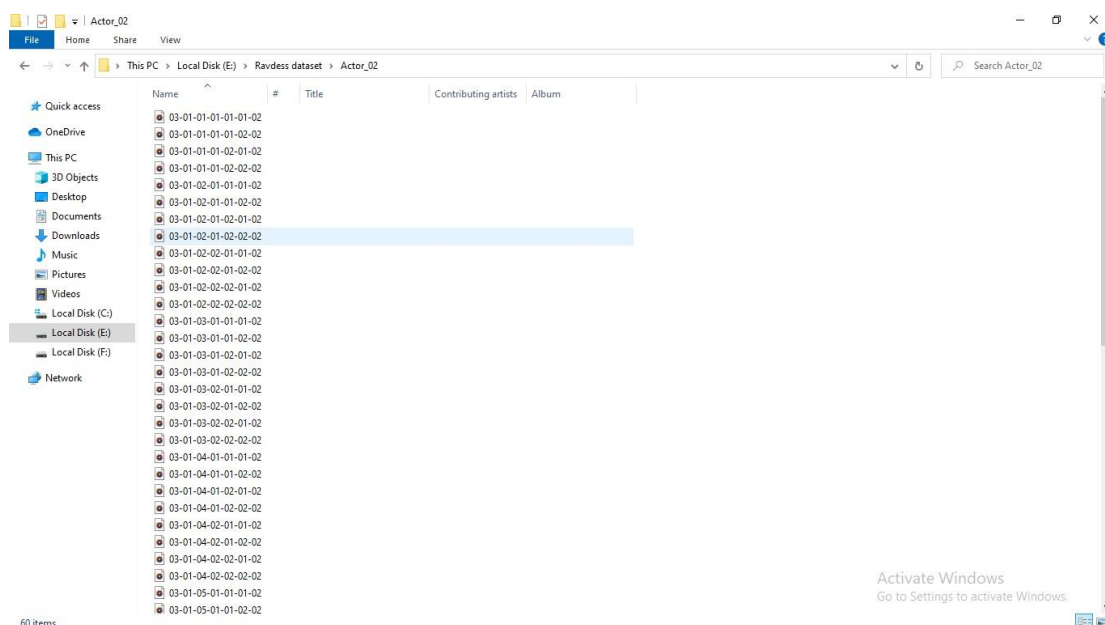 Actor_02
File Home Share View
This PC > Local Disk (E:) > Ravdess dataset > Actor_02
Search Actor_02
Name # Title Contributing artists Album
Quick access
OneDrive
This PC
3D Objects
Desktop
Documents
Downloads
Music
Pictures
Videos
Local Disk (C:)
Local Disk (E:)
Local Disk (F:)
Network
03-01-01-01-01-01-02
03-01-01-01-01-02-02
03-01-01-01-02-01-02
03-01-01-01-02-02-02
03-01-02-01-01-01-02
03-01-02-01-01-02-02
03-01-02-01-02-01-02
03-01-02-01-02-02-02
03-01-02-02-01-01-02
03-01-02-02-01-02-02
03-01-02-02-02-01-02
03-01-02-02-02-02-02
03-01-03-01-01-01-02
03-01-03-01-01-02-02
03-01-03-01-02-01-02
03-01-03-01-02-02-02
03-01-03-02-01-01-02
03-01-03-02-01-02-02
03-01-03-02-02-01-02
03-01-03-02-02-02-02
03-01-04-01-01-01-02
03-01-04-01-01-02-02
03-01-04-01-02-01-02
03-01-04-01-02-02-02
03-01-04-02-01-01-02
03-01-04-02-01-02-02
03-01-04-02-02-01-02
03-01-04-02-02-02-02
03-01-05-01-01-01-02
03-01-05-01-01-02-02
Activate Windows
Go to Settings to activate Windows.
60 items